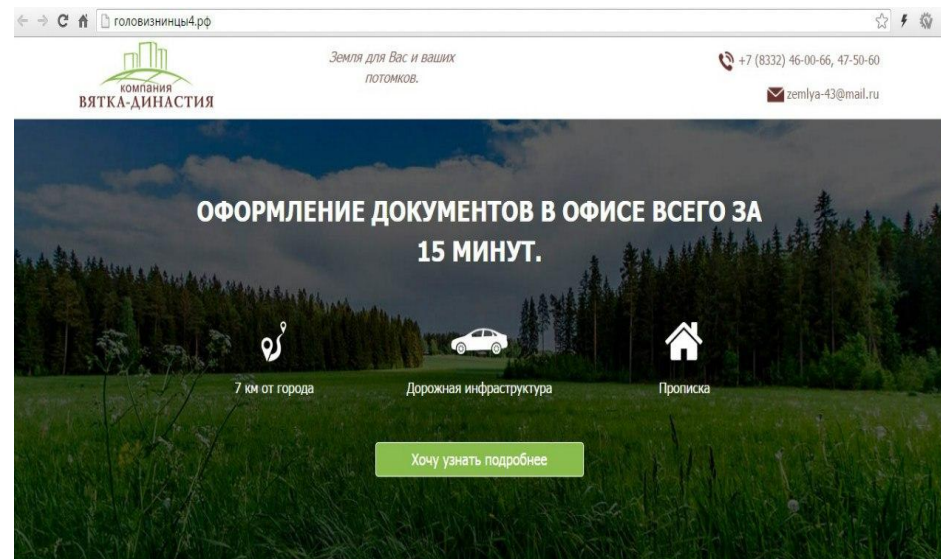 головизнинцы4.рф
компания
ВЯТКА-ДИНАСТИЯ
Земля для Вас и ваших
потомков.
+7 (8332) 46-00-66, 47-50-60
zemlya-43@mail.ru
ОФОРМЛЕНИЕ ДОКУМЕНТОВ В ОФИСЕ ВСЕГО ЗА
15 МИНУТ.
7 км от города
Дорожная инфраструктура
Прописка
Хочу узнать подробнее